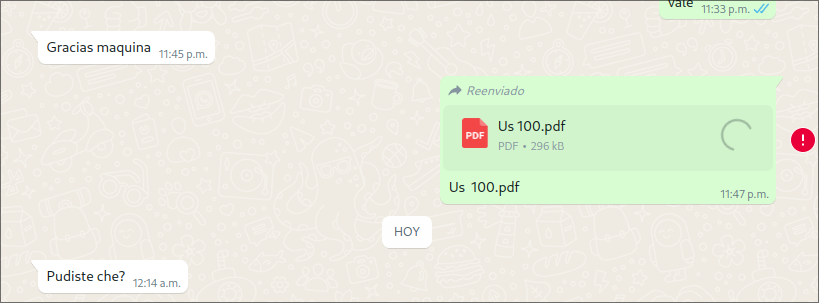 vale
11:33 p.m.
Gracias maquina 11:45 p.m.
Reenviado
PDF
Us 100.pdf
PDF • 296 kB
Us 100.pdf
11:47 p.m.
HOY
Pudiste che? 12:14 a.m.